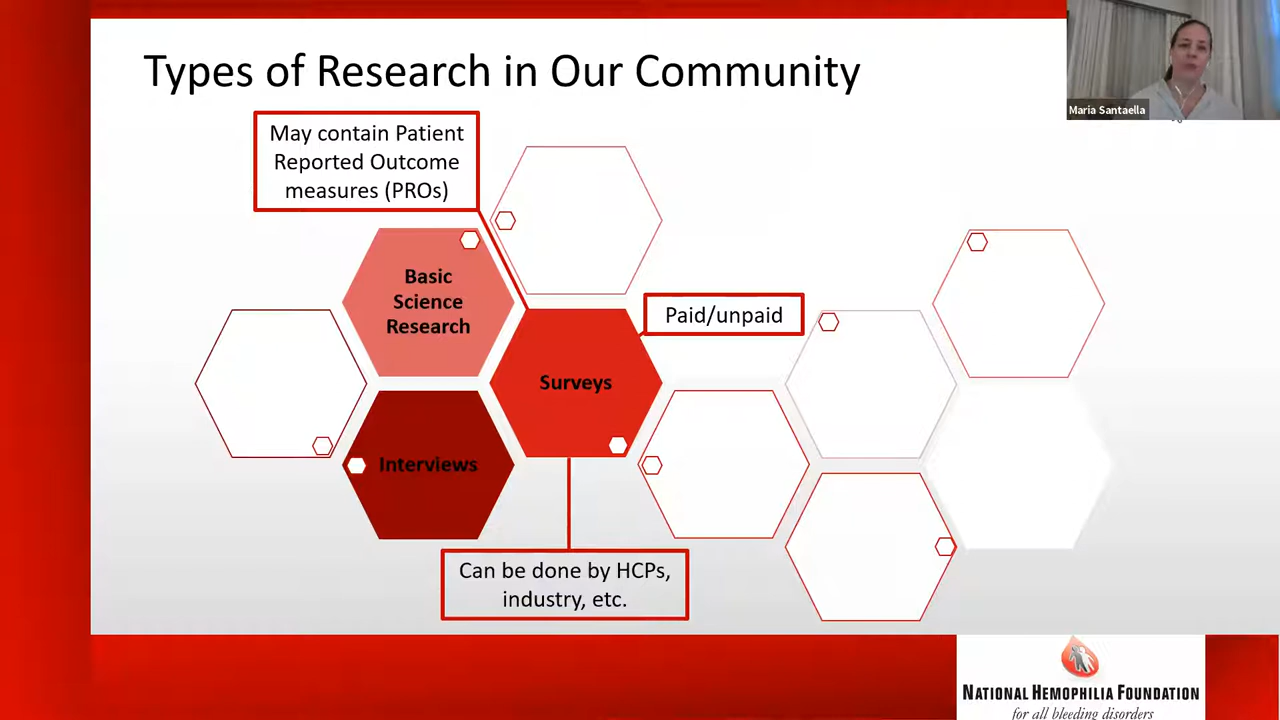 Types of Research in Our Community
Maria Santaella
May contain Patient
Reported Outcome
measures (PROs)
Basic
Science
Research
Paid/unpaid
Surveys
Interviews
Can be done by HCPs,
industry, etc.
NATIONAL HEMOPHILIA FOUNDATION
for all bleeding disorders